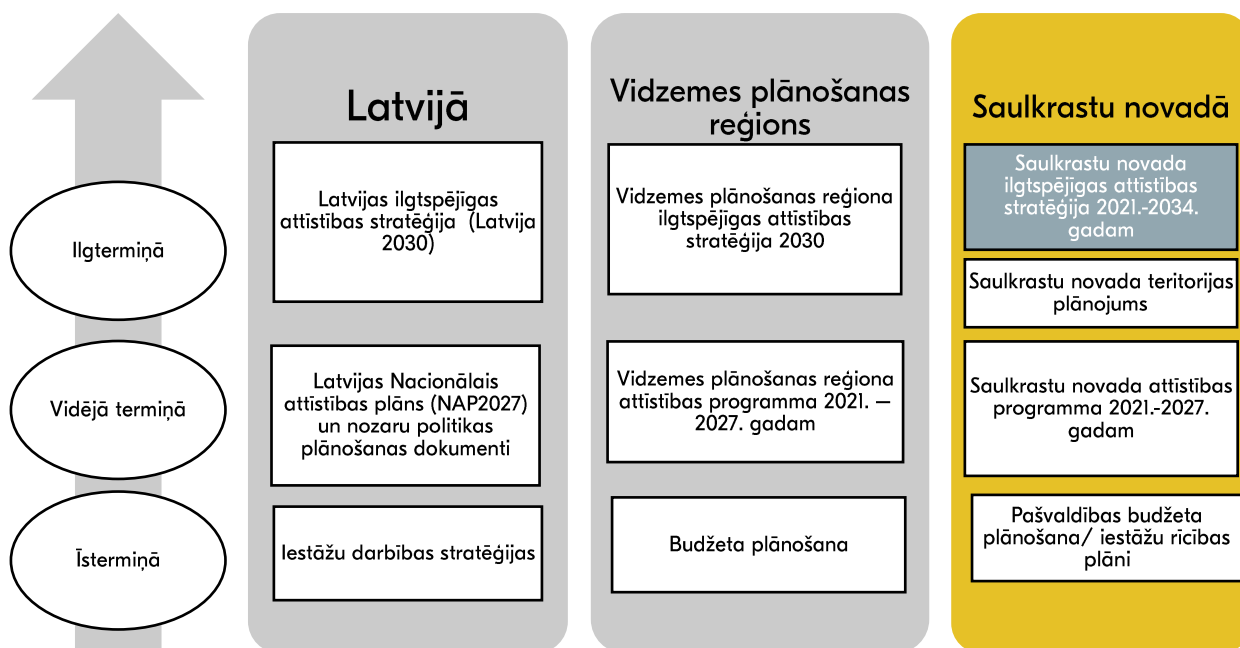 Latvijā
Vidzemes plānošanas
reģions
Saulkrastu novadā
Ilgtermiņā
Latvijas ilgtspējīgas
attīstības stratēģija (Latvija
2030)
Vidzemes plānošanas reģiona
ilgtspējīgas attīstības
stratēģija 2030
Saulkrastu novada
ilgtspējīgas attīstības
stratēģija 2021.-2034.
gadam
Saulkrastu novada teritorijas
plānojums
Vidējā termiņā
Latvijas Nacionālais
attīstības plāns (NAP2027)
un nozaru politikas
plānošanas dokumenti
Vidzemes plānošanas reģiona
attīstības programma 2021. –
2027. gadam
Saulkrastu novada attīstības
programma 2021.-2027.
gadam
Īstermiņā
Iestāžu darbības stratēģijas
Budžeta plānošana
Pašvaldības budžeta
plānošana/ iestāžu rīcības
plāni